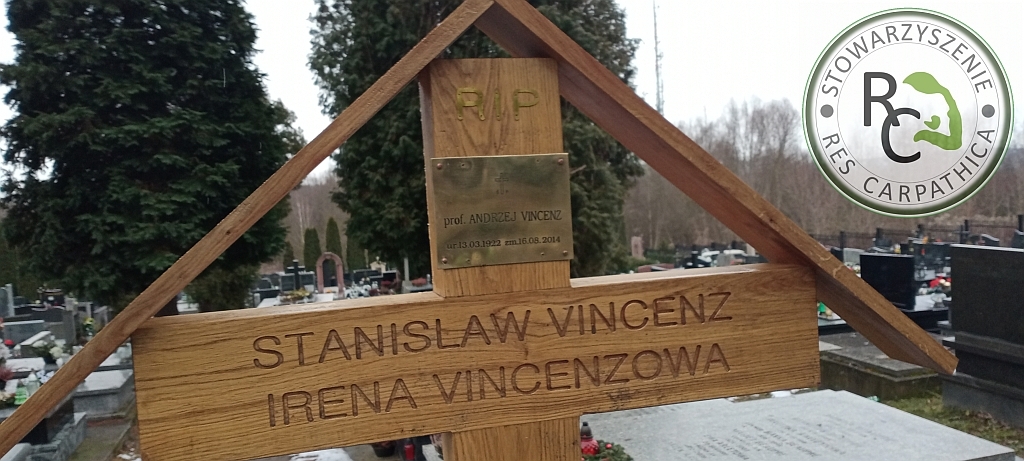 RiP
prof. ANDRZEJ VINCENZ
ur.13.03.1922 zm.16.08.2014
STANISŁAW VINCENZ
IRENA VINCENZOWA
STOWARZYSZENIE
RC
RES CARPATHICA